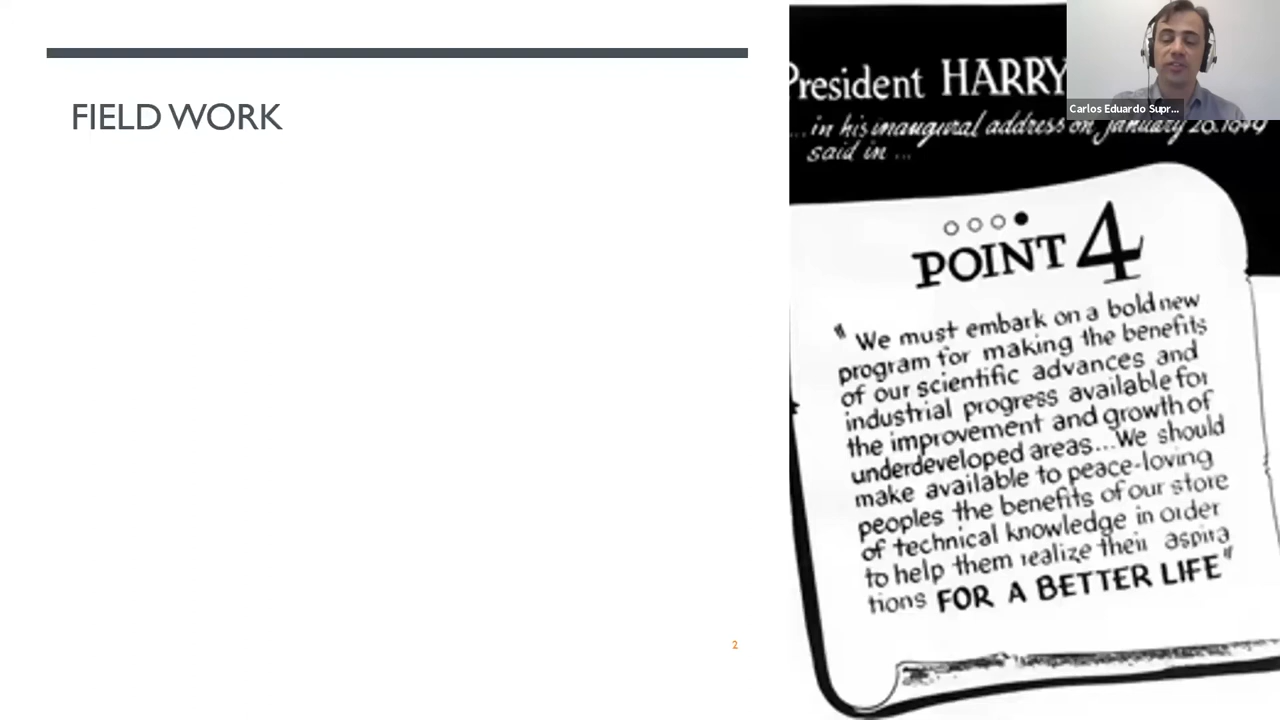 FIELD WORK
President HARRY
...in his inaugural address on January 20.1949
said in ...
Carlos Eduardo Supr...
POINT 4
"We must embark on a bold new
program for making the benefits
of our scientific advances and
industrial progress available for
the improvement and growth of
underdeveloped areas...We should
make available to peace-loving
peoples the benefits of our store
of technical knowledge in order
to help them realize their aspira
tions FOR A BETTER LIFE"
2